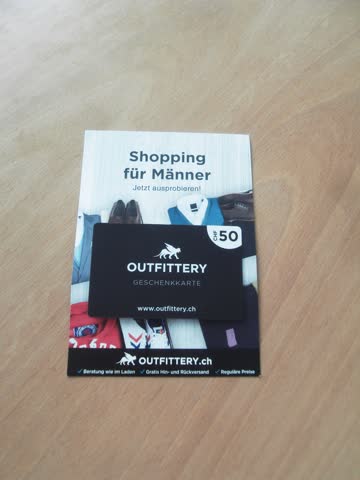 Shopping
für Männer
Jetzt ausprobieren!
CHF 50
OUTFITTERY
GESCHENKKARTE
www.outfittery.ch
OUTFITTERY.ch
✓ Beratung wie im Laden ✓ Gratis Hin- und Rückversand ✓ Reguläre Preise